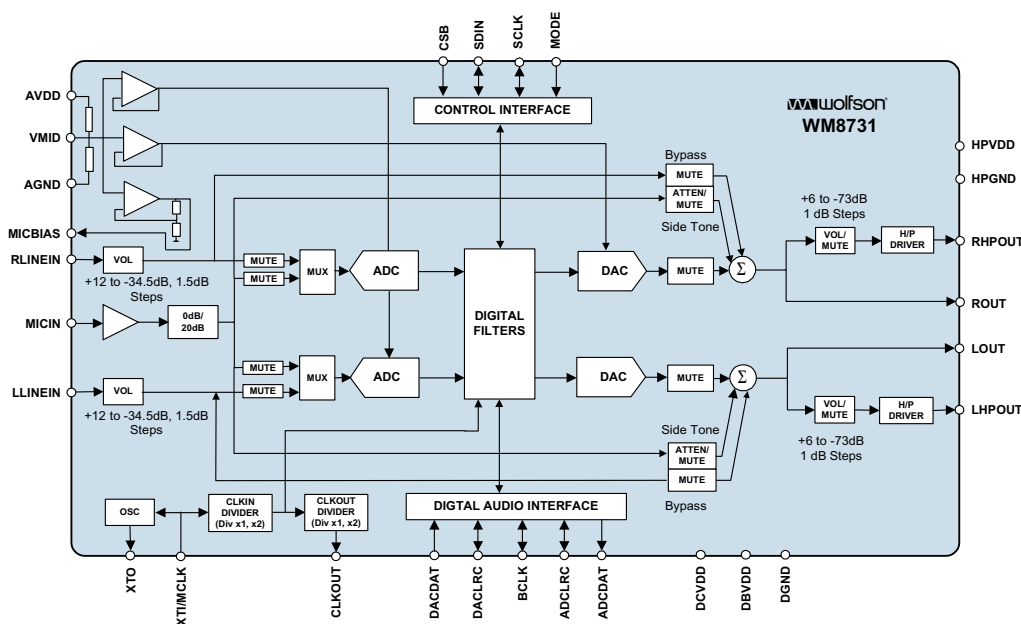 CSB
SDIN
SCLK
MODE
AVDD
VMID
AGND
MICBIAS
RLINEIN
MICIN
LLINEIN
CONTROL INTERFACE
wolfson
WM8731
HPVDD
HPGND
RHPOUT
ROUT
LOUT
LHPOUT
Bypass
MUTE
ATTEN/
MUTE
Side Tone
+6 to -73dB
1 dB Steps
VOL/
MUTE
H/P
DRIVER
VOL
+12 to -34.5dB, 1.5dB
Steps
MUTE
MUTE
MUX
ADC
DIGITAL
FILTERS
DAC
MUTE
Σ
0dB/
20dB
VOL
+12 to -34.5dB, 1.5dB
Steps
MUTE
MUTE
MUX
ADC
DAC
MUTE
Σ
VOL/
MUTE
H/P
DRIVER
+6 to -73dB
1 dB Steps
Side Tone
ATTEN/
MUTE
MUTE
Bypass
OSC
CLKIN
DIVIDER
(Div x1, x2)
CLKOUT
DIVIDER
(Div x1, x2)
DIGTAL AUDIO INTERFACE
XTO
XTI/MCLK
CLKOUT
DACDAT
DACLRC
BCLK
ADCLRC
ADCDAT
DCVDD
DBVDD
DGND